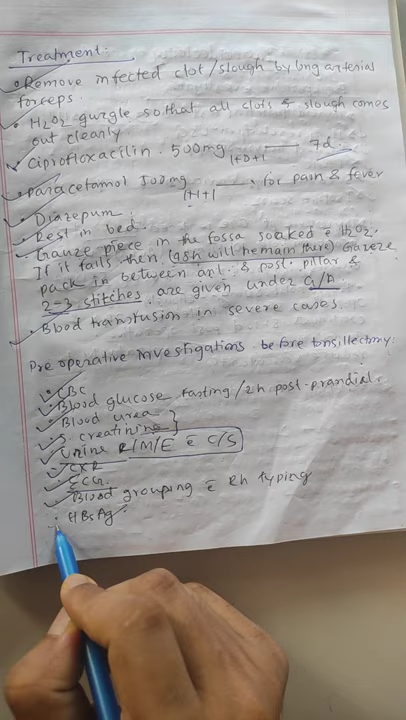 Treatment:
• Remove infected clot/slough by long arterial
forceps.
• H2O2 gurgle so that all clots & slough comes
out clearly
• Ciprofloxacilin. 500mg 1+0+1 → 7d.
• paracetamol 500mg 1+1+1 → for pain & fever
• Diazepum:
• Rest in bed.
• Gauze piece in the fossa soaked c̄ H2O2.
If it fails then, (48h will remain there) Gauze
pack in between ant. & post. pillar &
2-3 stitches are given under G/A
• Blood transfusion in severe cases.
Pre operative investigations before tonsillectomy:
• CBC
• Blood glucose fasting/2h post-prandial.
• Blood urea
• S. creatinine
• Urine R/M/E c̄ C/S
• CXR
• ECG.
• Blood grouping c̄ Rh typing
• HBsAg